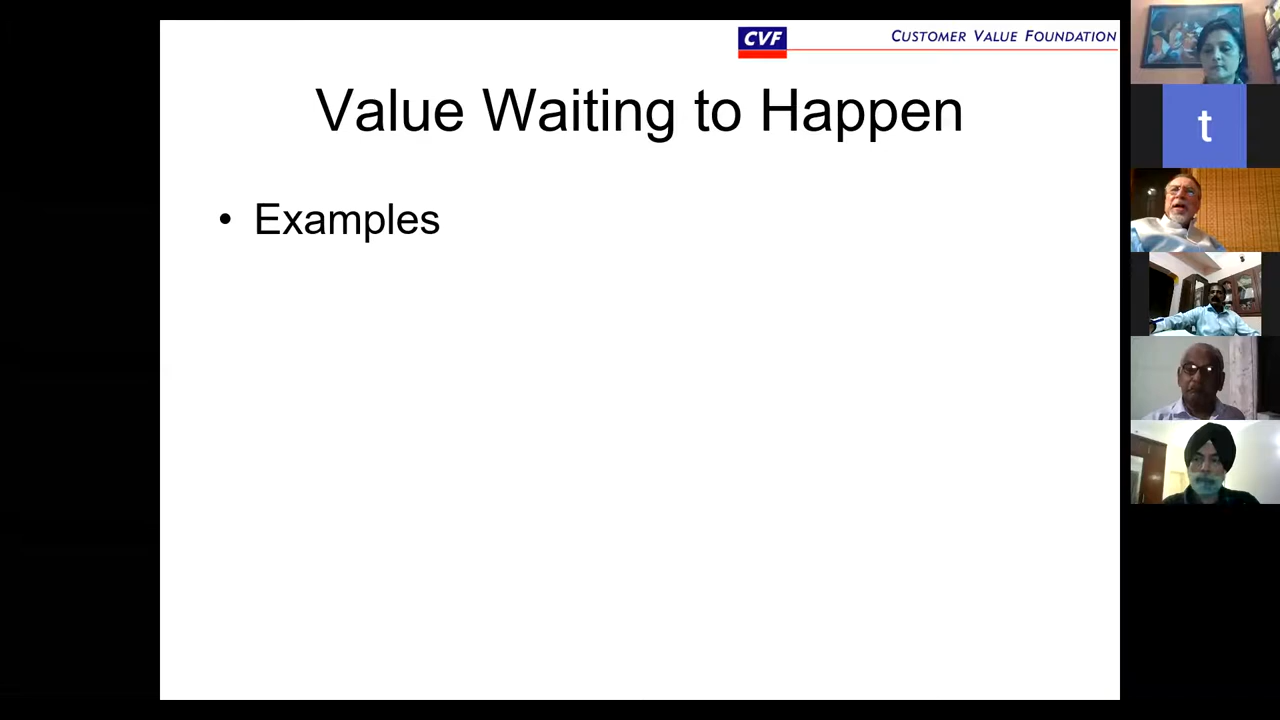 CVF
CUSTOMER VALUE FOUNDATION
Value Waiting to Happen
• Examples
t